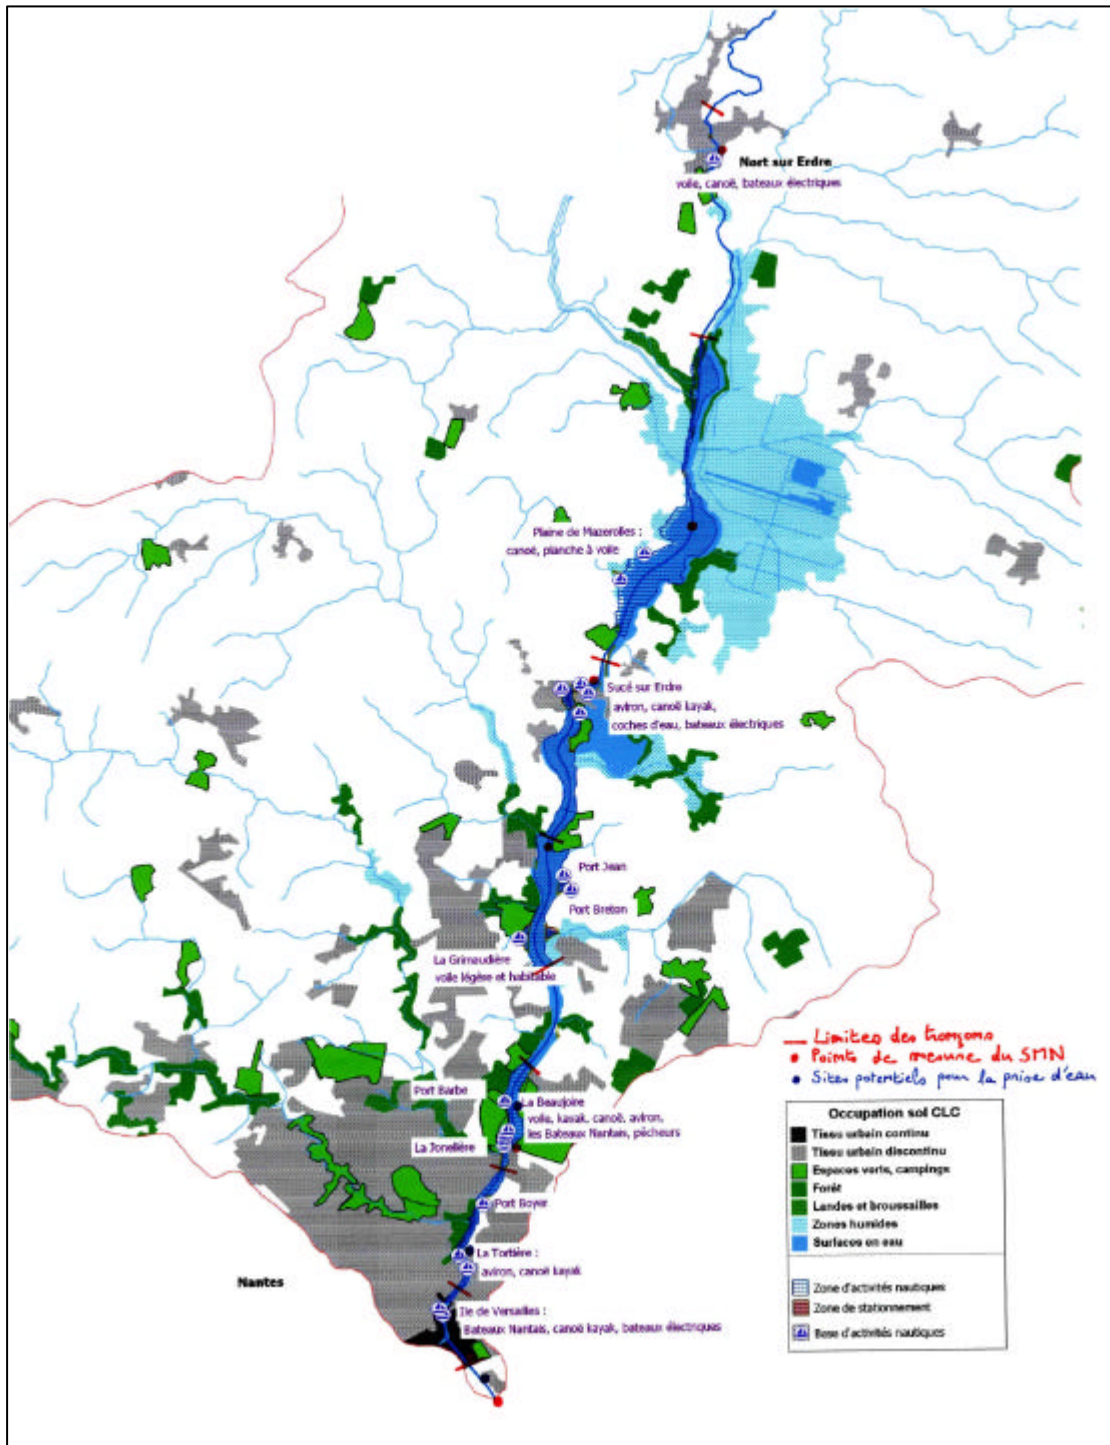 Nort sur Erdre
voile, canoë, bateaux électriques
Plaine de Mazerolles :
canoë, planche à voile
Sucé sur Erdre
aviron, canoë kayak,
coches d'eau, bateaux électriques
Port Jean
Port Breton
La Grimaudière
voile légère et habitable
Port Barbe
La Beaujoire
voile, kayak, canoë, aviron,
les Bateaux Nantais, pêcheurs
La Jonelière
Port Boyer
La Tortière :
aviron, canoë kayak
Nantes
Ile de Versailles :
Bateaux Nantais, canoë kayak, bateaux électriques
Limites des tronçons
Points de mesure du SMN
Sites potentiels pour la prise d'eau
Occupation sol CLC
Tissu urbain continu
Tissu urbain discontinu
Espaces verts, campings
Forêt
Landes et broussailles
Zones humides
Surfaces en eau
Zone d'activités nautiques
Zone de stationnement
Base d'activités nautiques